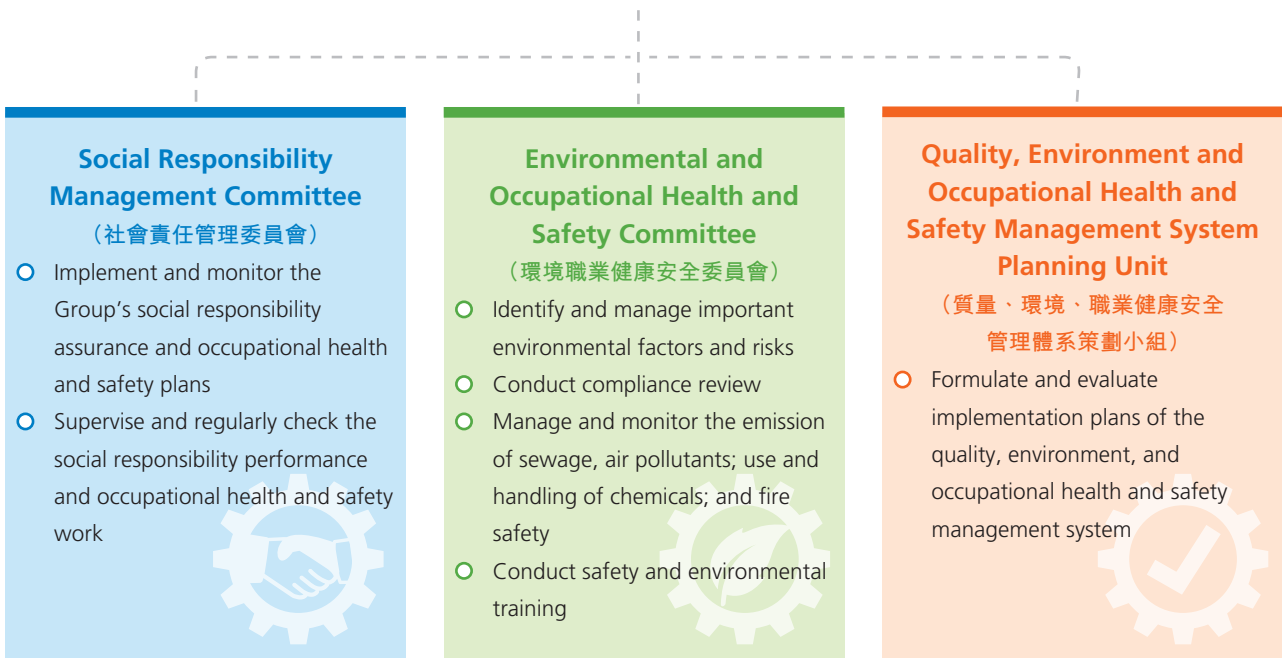 Social Responsibility
Management Committee
（社會責任管理委員會）
Implement and monitor the
Group’s social responsibility
assurance and occupational health
and safety plans
Supervise and regularly check the
social responsibility performance
and occupational health and safety
work
Environmental and
Occupational Health and
Safety Committee
（環境職業健康安全委員會）
Identify and manage important
environmental factors and risks
Conduct compliance review
Manage and monitor the emission
of sewage, air pollutants; use and
handling of chemicals; and fire
safety
Conduct safety and environmental
training
Quality, Environment and
Occupational Health and
Safety Management System
Planning Unit
（質量、環境、職業健康安全
管理體系策劃小組）
Formulate and evaluate
implementation plans of the
quality, environment, and
occupational health and safety
management system